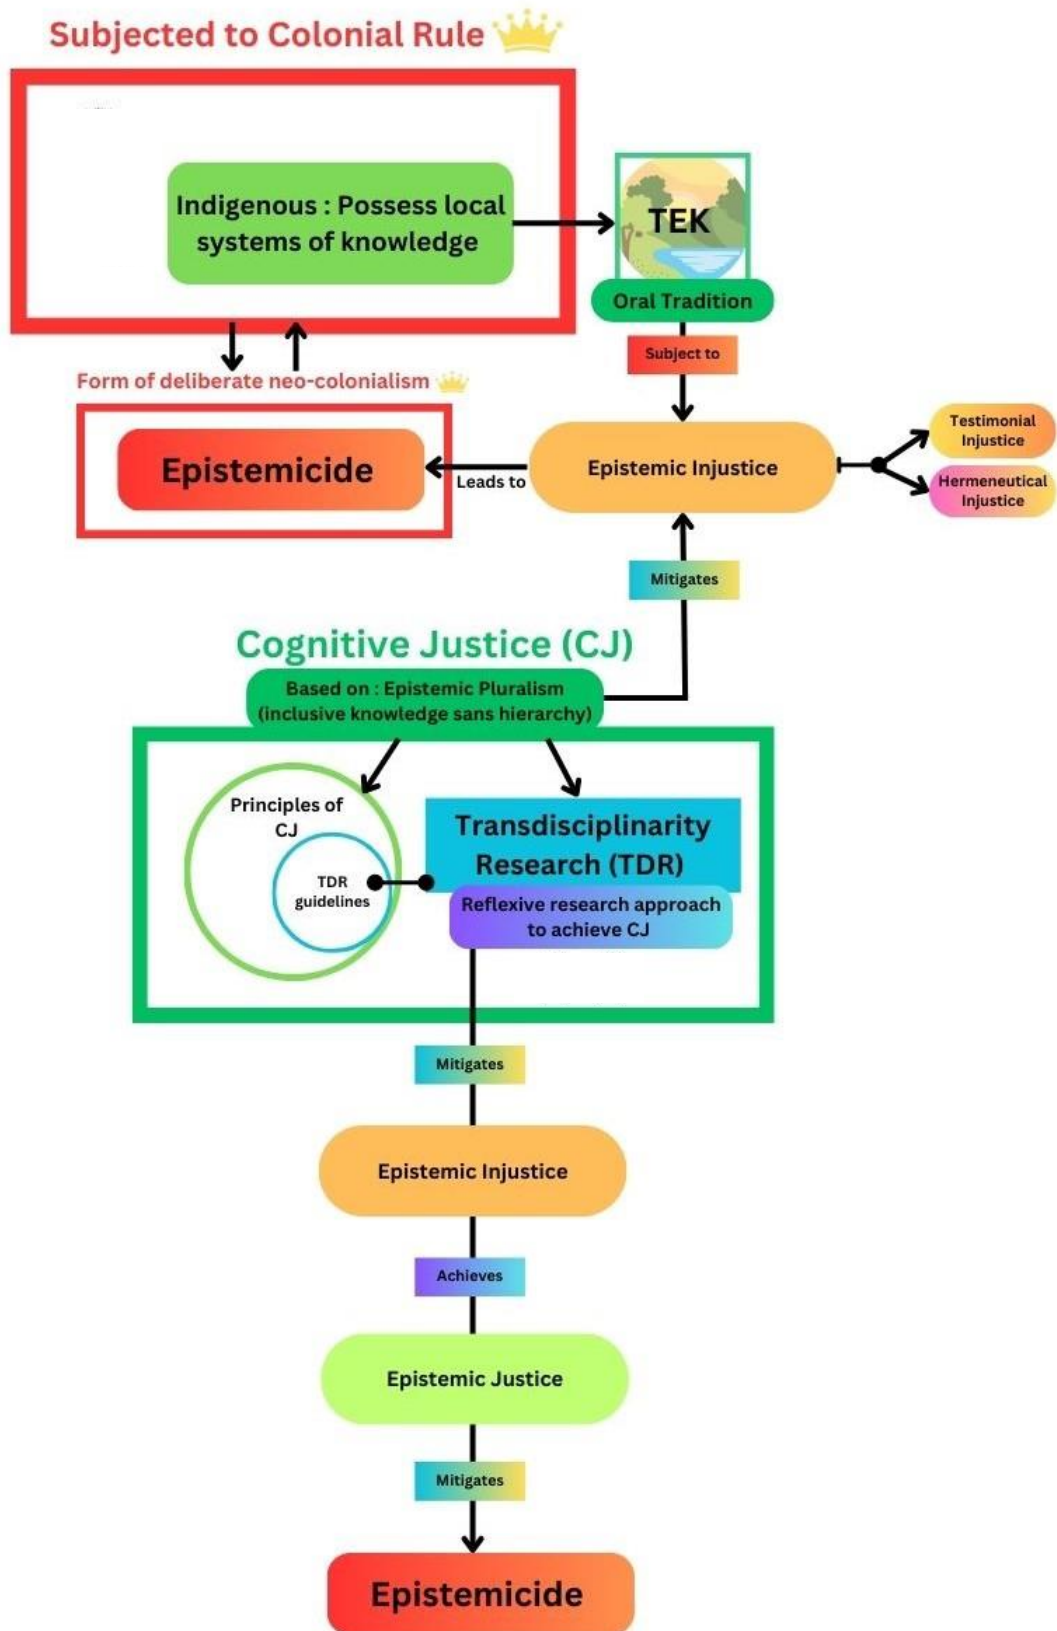 Subjected to Colonial Rule
Indigenous : Possess local
systems of knowledge
TEK
Oral Tradition
Subject to
Form of deliberate neo-colonialism
Epistemicide
Leads to
Epistemic Injustice
Testimonial
Injustice
Hermeneutical
Injustice
Mitigates
Cognitive Justice (CJ)
Based on : Epistemic Pluralism
(inclusive knowledge sans hierarchy)
Principles of
CJ
TDR
guidelines
Transdisciplinarity
Research (TDR)
Reflexive research approach
to achieve CJ
Mitigates
Epistemic Injustice
Achieves
Epistemic Justice
Mitigates
Epistemicide